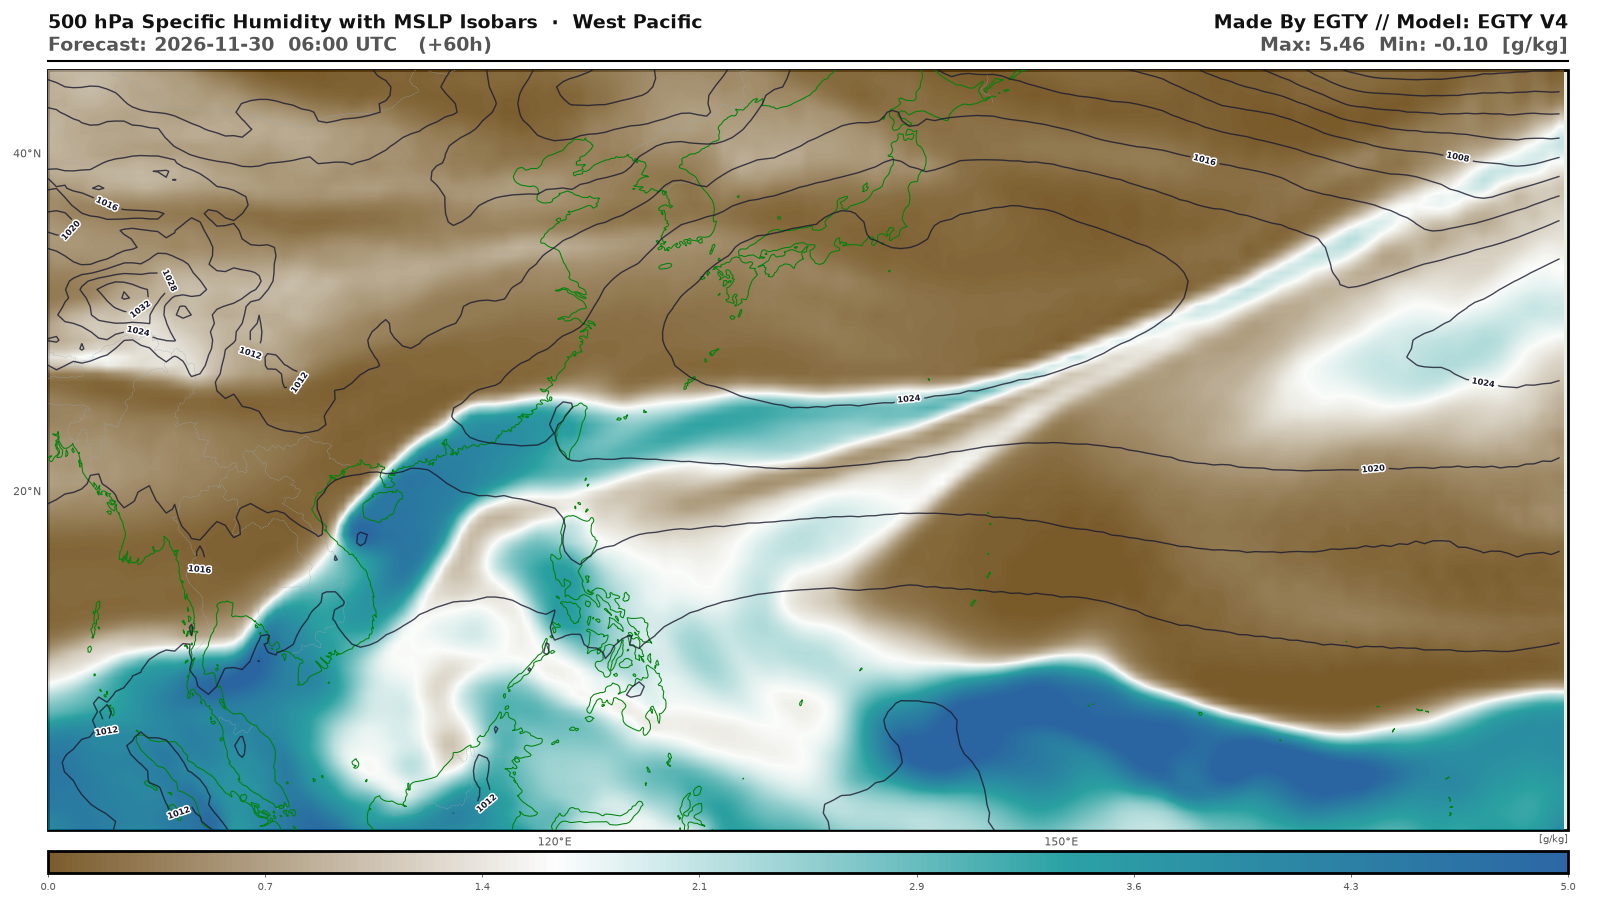 500 hPa Specific Humidity with MSLP Isobars · West Pacific
Made By EGTY // Model: EGTY V4
Forecast: 2026-11-30 06:00 UTC (+60h)
Max: 5.46 Min: -0.10 [g/kg]
40°N
20°N
1016
1008
1016
1020
1028
1032
1024
1012
1012
1024
1024
1020
1016
1012
1012
1012
120°E
150°E
[g/kg]
0.0 0.7 1.4 2.1 2.9 3.6 4.3 5.0